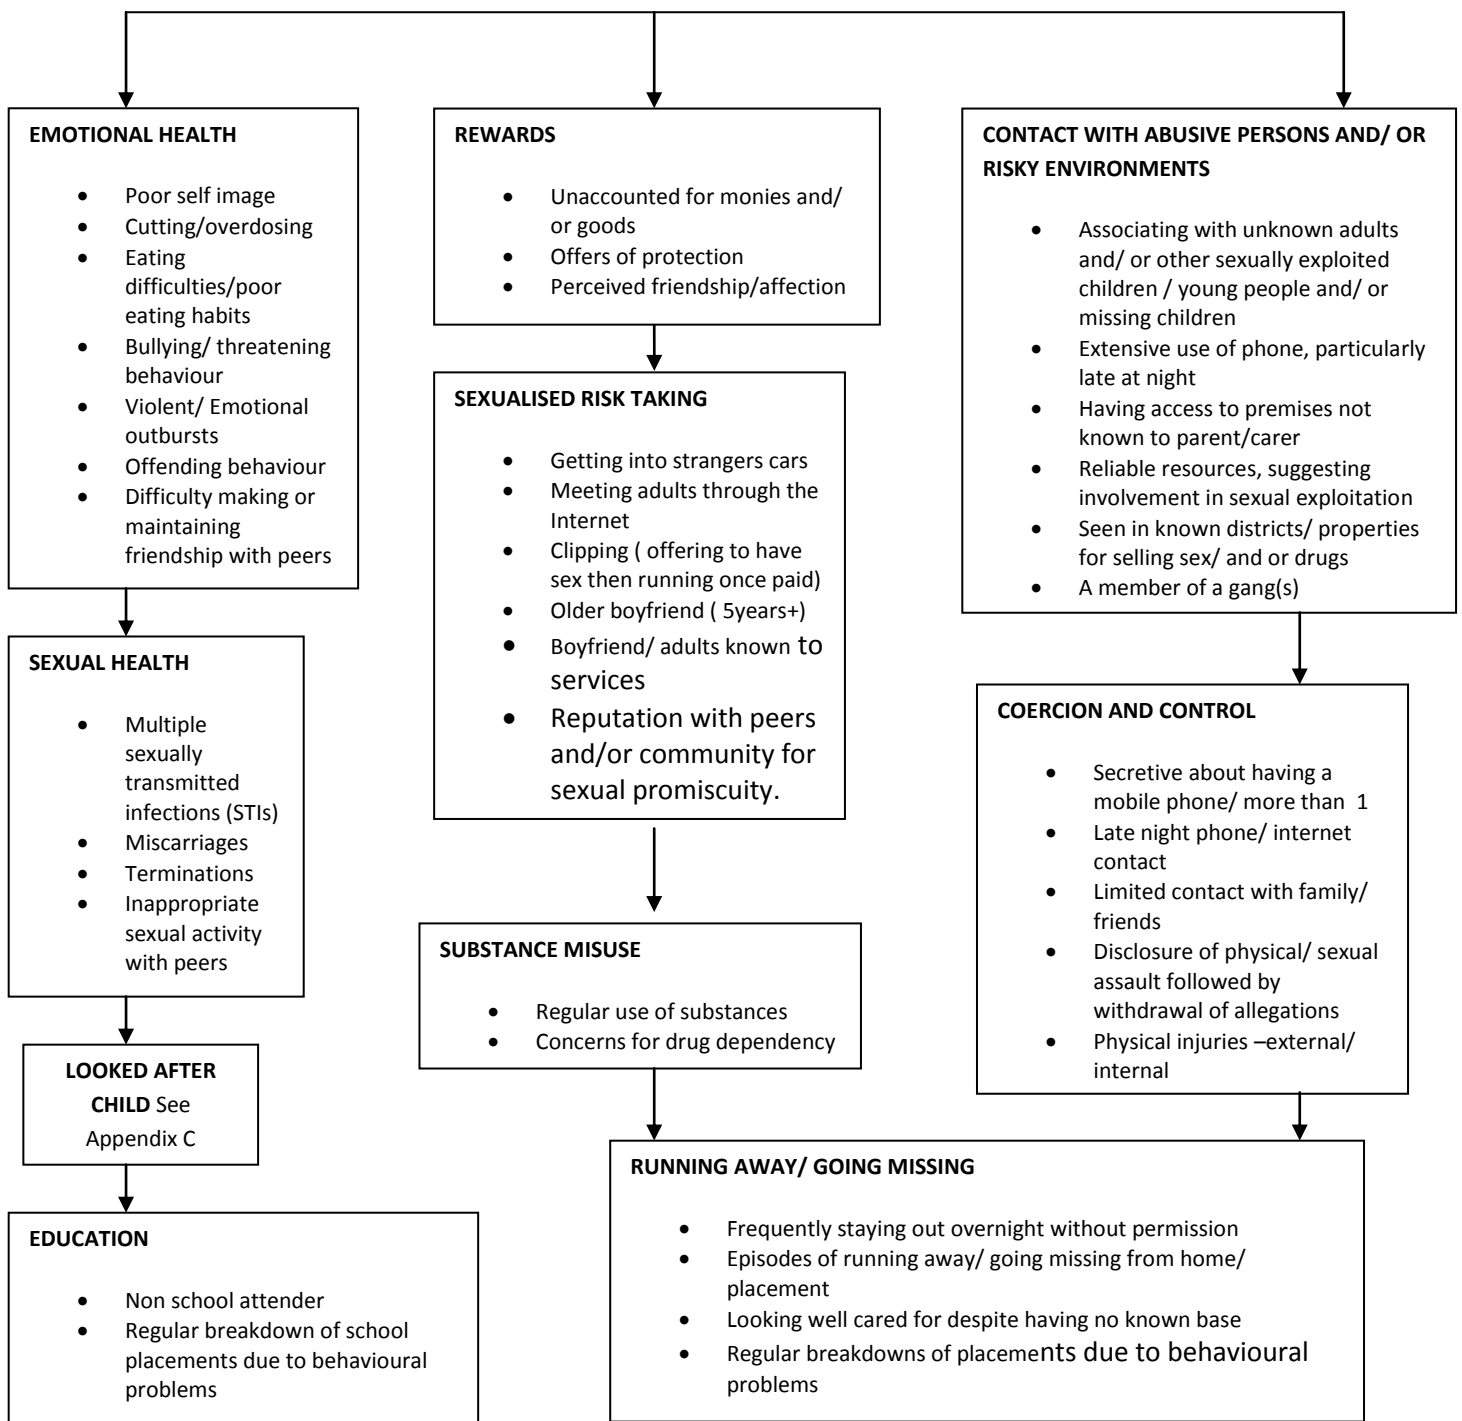 EMOTIONAL HEALTH
• Poor self image
• Cutting/overdosing
• Eating
difficulties/poor
eating habits
• Bullying/ threatening
behaviour
• Violent/ Emotional
outbursts
• Offending behaviour
• Difficulty making or
maintaining
friendship with peers
SEXUAL HEALTH
• Multiple
sexually
transmitted
infections (STIs)
• Miscarriages
• Terminations
• Inappropriate
sexual activity
with peers
LOOKED AFTER
CHILD See
Appendix C
EDUCATION
• Non school attender
• Regular breakdown of school
placements due to behavioural
problems
REWARDS
• Unaccounted for monies and/
or goods
• Offers of protection
• Perceived friendship/affection
SEXUALISED RISK TAKING
• Getting into strangers cars
• Meeting adults through the
Internet
• Clipping ( offering to have
sex then running once paid)
• Older boyfriend ( 5years+)
• Boyfriend/ adults known to
services
• Reputation with peers
and/or community for
sexual promiscuity.
SUBSTANCE MISUSE
• Regular use of substances
• Concerns for drug dependency
CONTACT WITH ABUSIVE PERSONS AND/ OR
RISKY ENVIRONMENTS
• Associating with unknown adults
and/ or other sexually exploited
children / young people and/ or
missing children
• Extensive use of phone, particularly
late at night
• Having access to premises not
known to parent/carer
• Reliable resources, suggesting
involvement in sexual exploitation
• Seen in known districts/ properties
for selling sex/ and or drugs
• A member of a gang(s)
COERCION AND CONTROL
• Secretive about having a
mobile phone/ more than 1
• Late night phone/ internet
contact
• Limited contact with family/
friends
• Disclosure of physical/ sexual
assault followed by
withdrawal of allegations
• Physical injuries –external/
internal
RUNNING AWAY/ GOING MISSING
• Frequently staying out overnight without permission
• Episodes of running away/ going missing from home/
placement
• Looking well cared for despite having no known base
• Regular breakdowns of placements due to behavioural
problems